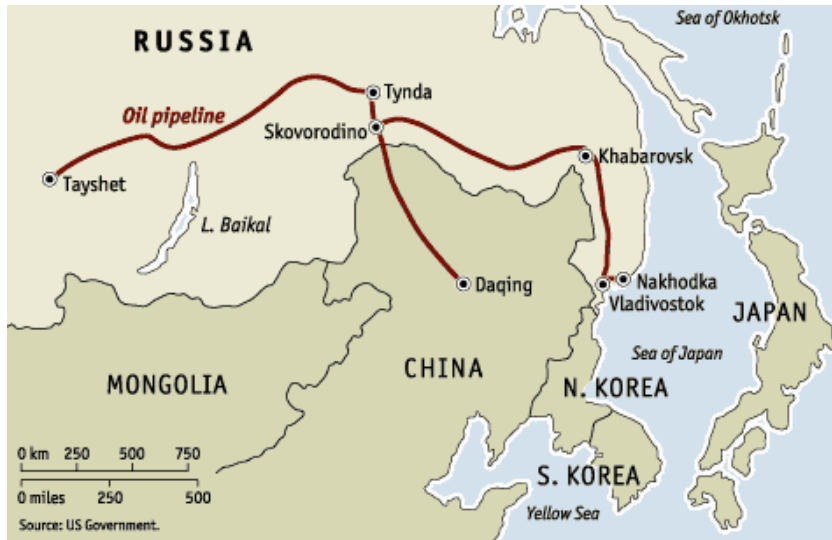 Sea of Okhotsk
RUSSIA
Tynda
Oil pipeline
Skovorodino
Khabarovsk
Tayshet
L. Baikal
Daqing
Nakhodka
Vladivostok
JAPAN
Sea of Japan
CHINA
MONGOLIA
N. KOREA
0 km 250 500 750
0 miles 250 500
S. KOREA
Yellow Sea
Source: US Government.